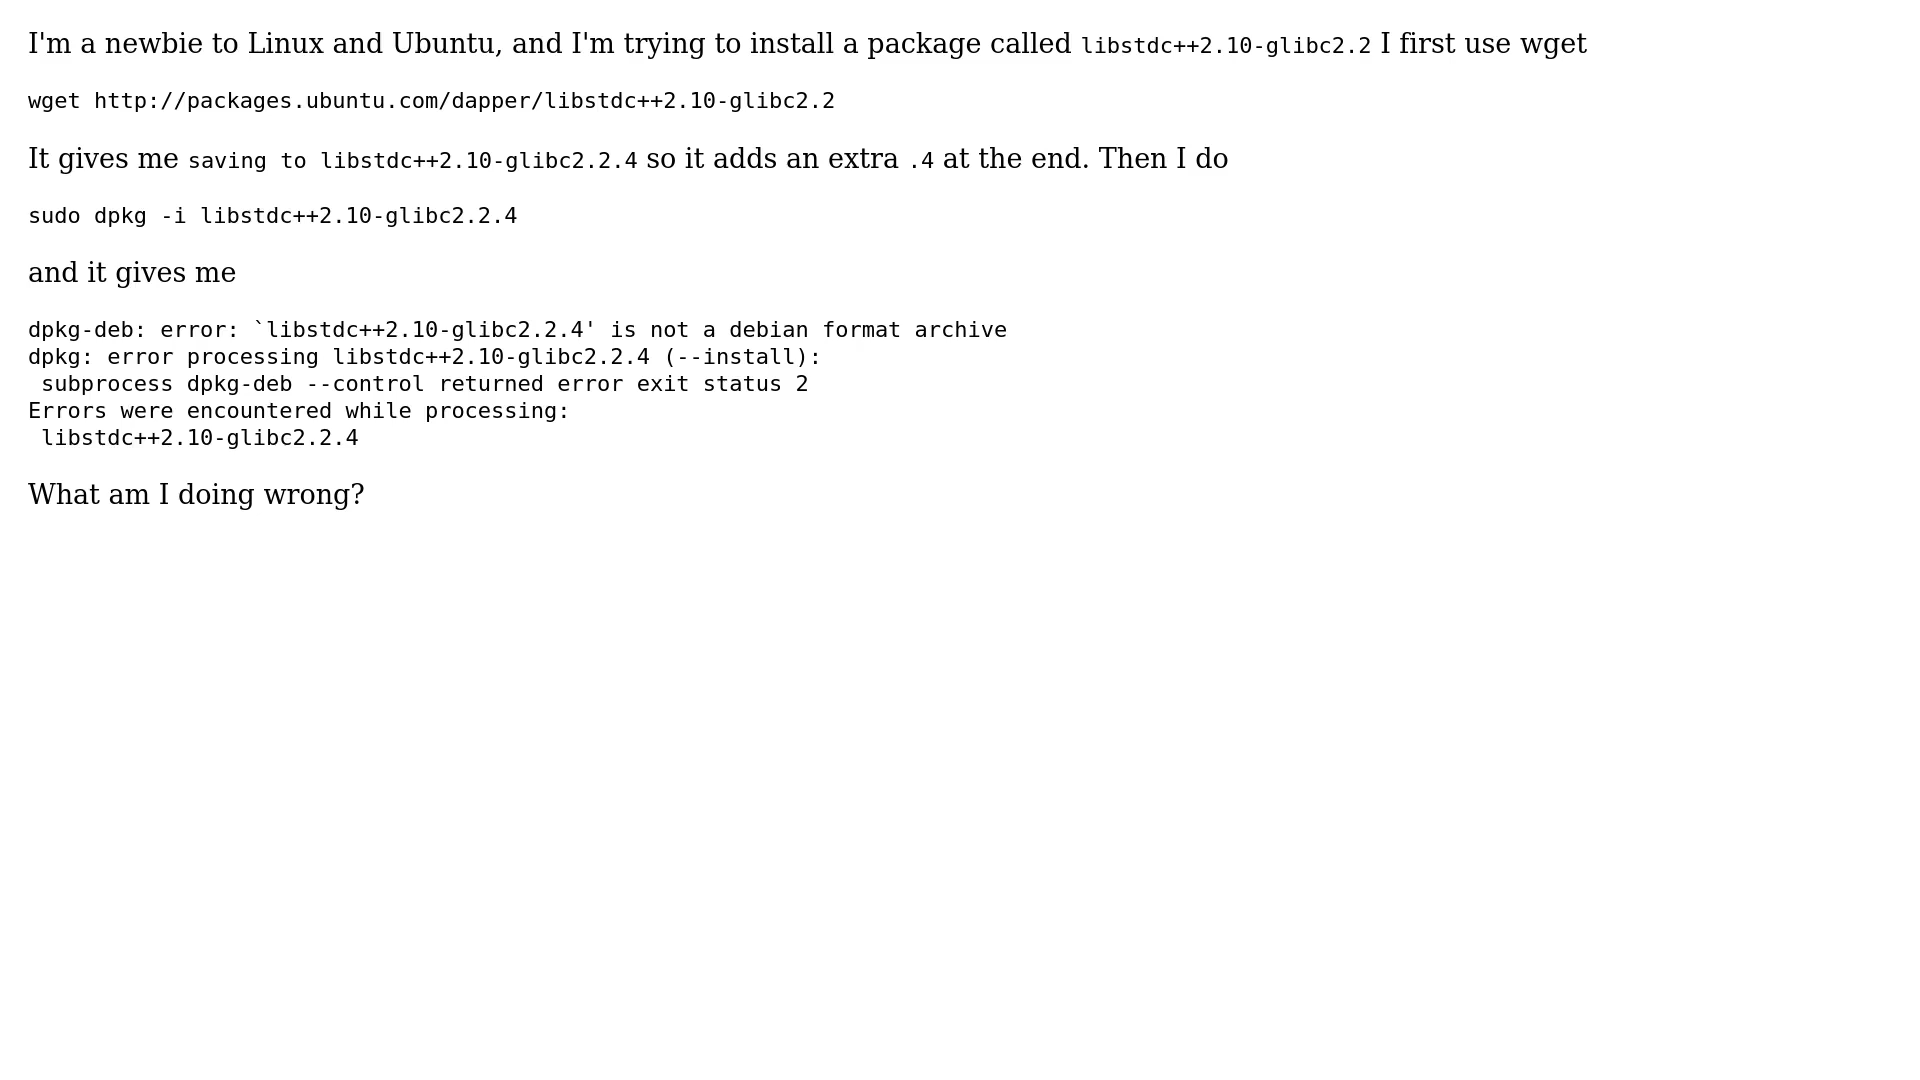 I'm a newbie to Linux and Ubuntu, and I'm trying to install a package called libstdc++2.10-glibc2.2 I first use wget
wget http://packages.ubuntu.com/dapper/libstdc++2.10-glibc2.2
It gives me saving to libstdc++2.10-glibc2.2.4 so it adds an extra .4 at the end. Then I do
sudo dpkg -i libstdc++2.10-glibc2.2.4
and it gives me
dpkg-deb: error: `libstdc++2.10-glibc2.2.4' is not a debian format archive
dpkg: error processing libstdc++2.10-glibc2.2.4 (--install):
 subprocess dpkg-deb --control returned error exit status 2
Errors were encountered while processing:
 libstdc++2.10-glibc2.2.4
What am I doing wrong?